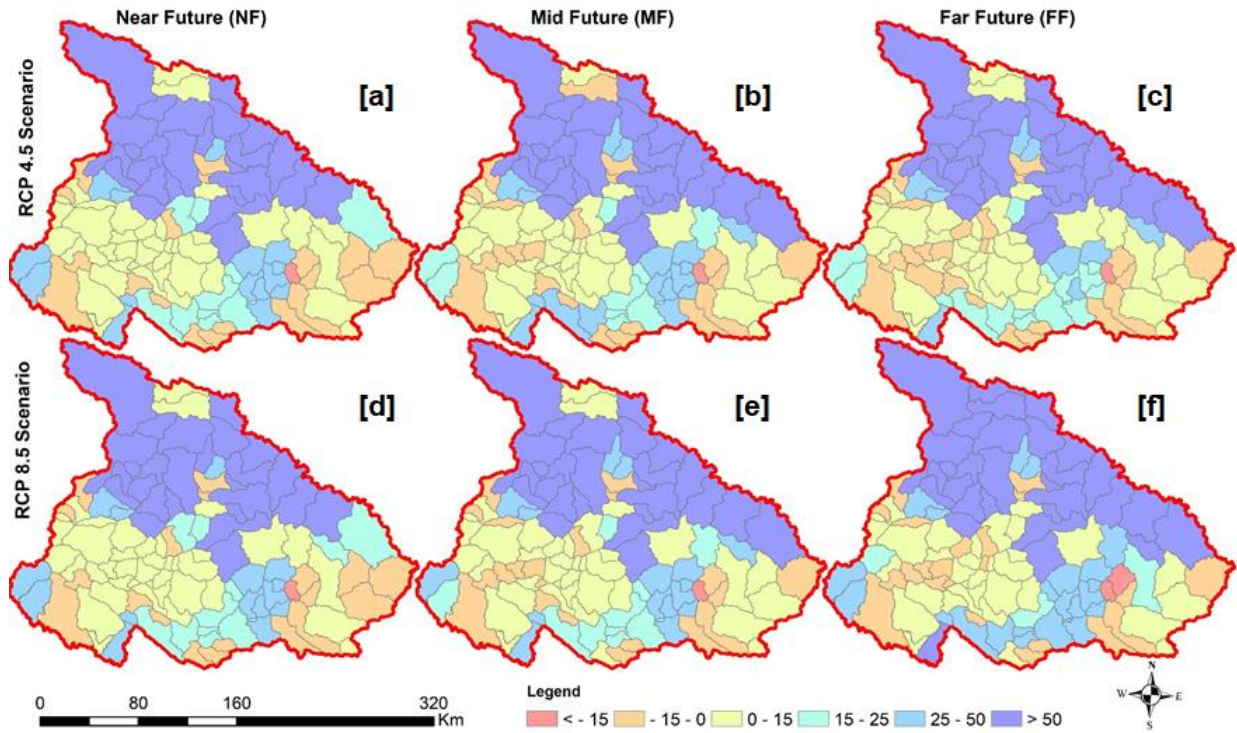 Near Future (NF) Mid Future (MF) Far Future (FF)
RCP 4.5 Scenario
[a] [b] [c]
RCP 8.5 Scenario
[d] [e] [f]
0 80 160 320
Km
Legend
< - 15 - 15 - 0 0 - 15 15 - 25 25 - 50 > 50
N
W E
S